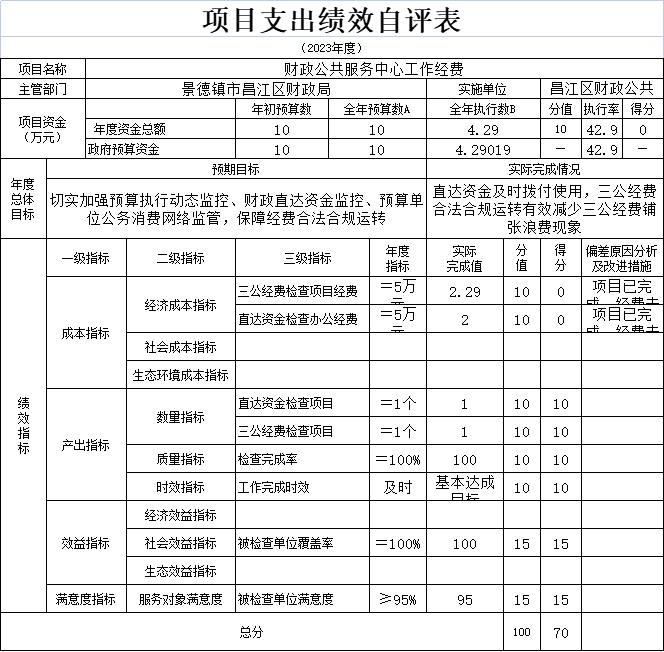 项目支出绩效自评表
（2023年度）
项目名称 财政公共服务中心工作经费
主管部门 景德镇市昌江区财政局 实施单位 昌江区财政公共
项目资金（万元） 年初预算数 全年预算数A 全年执行数B 分值 执行率 得分
年度资金总额 10 10 4.29 10 42.9 0
政府预算资金 10 10 4.29019 － 42.9 －
年度总体目标 预期目标 实际完成情况
切实加强预算执行动态监控、财政直达资金监控、预算单
位公务消费网络监管，保障经费合法合规运转
直达资金及时拨付使用，三公经费
合法合规运转有效减少三公经费铺
张浪费现象
绩效指标 一级指标 二级指标 三级指标 年度指标 实际完成值 分值 得分 偏差原因分析及改进措施
成本指标 经济成本指标 三公经费检查项目经费 ＝5万元 2.29 10 0 项目已完成，经费未
直达资金检查办公经费 ＝5万元 2 10 0 项目已完成，经费未
社会成本指标
生态环境成本指标
产出指标 数量指标 直达资金检查项目 ＝1个 1 10 10
三公经费检查项目 ＝1个 1 10 10
质量指标 检查完成率 ＝100% 100 10 10
时效指标 工作完成时效 及时 基本达成目标 10 10
效益指标 经济效益指标
社会效益指标 被检查单位覆盖率 ＝100% 100 15 15
生态效益指标
满意度指标 服务对象满意度 被检查单位满意度 ≥95% 95 15 15
总分 100 70